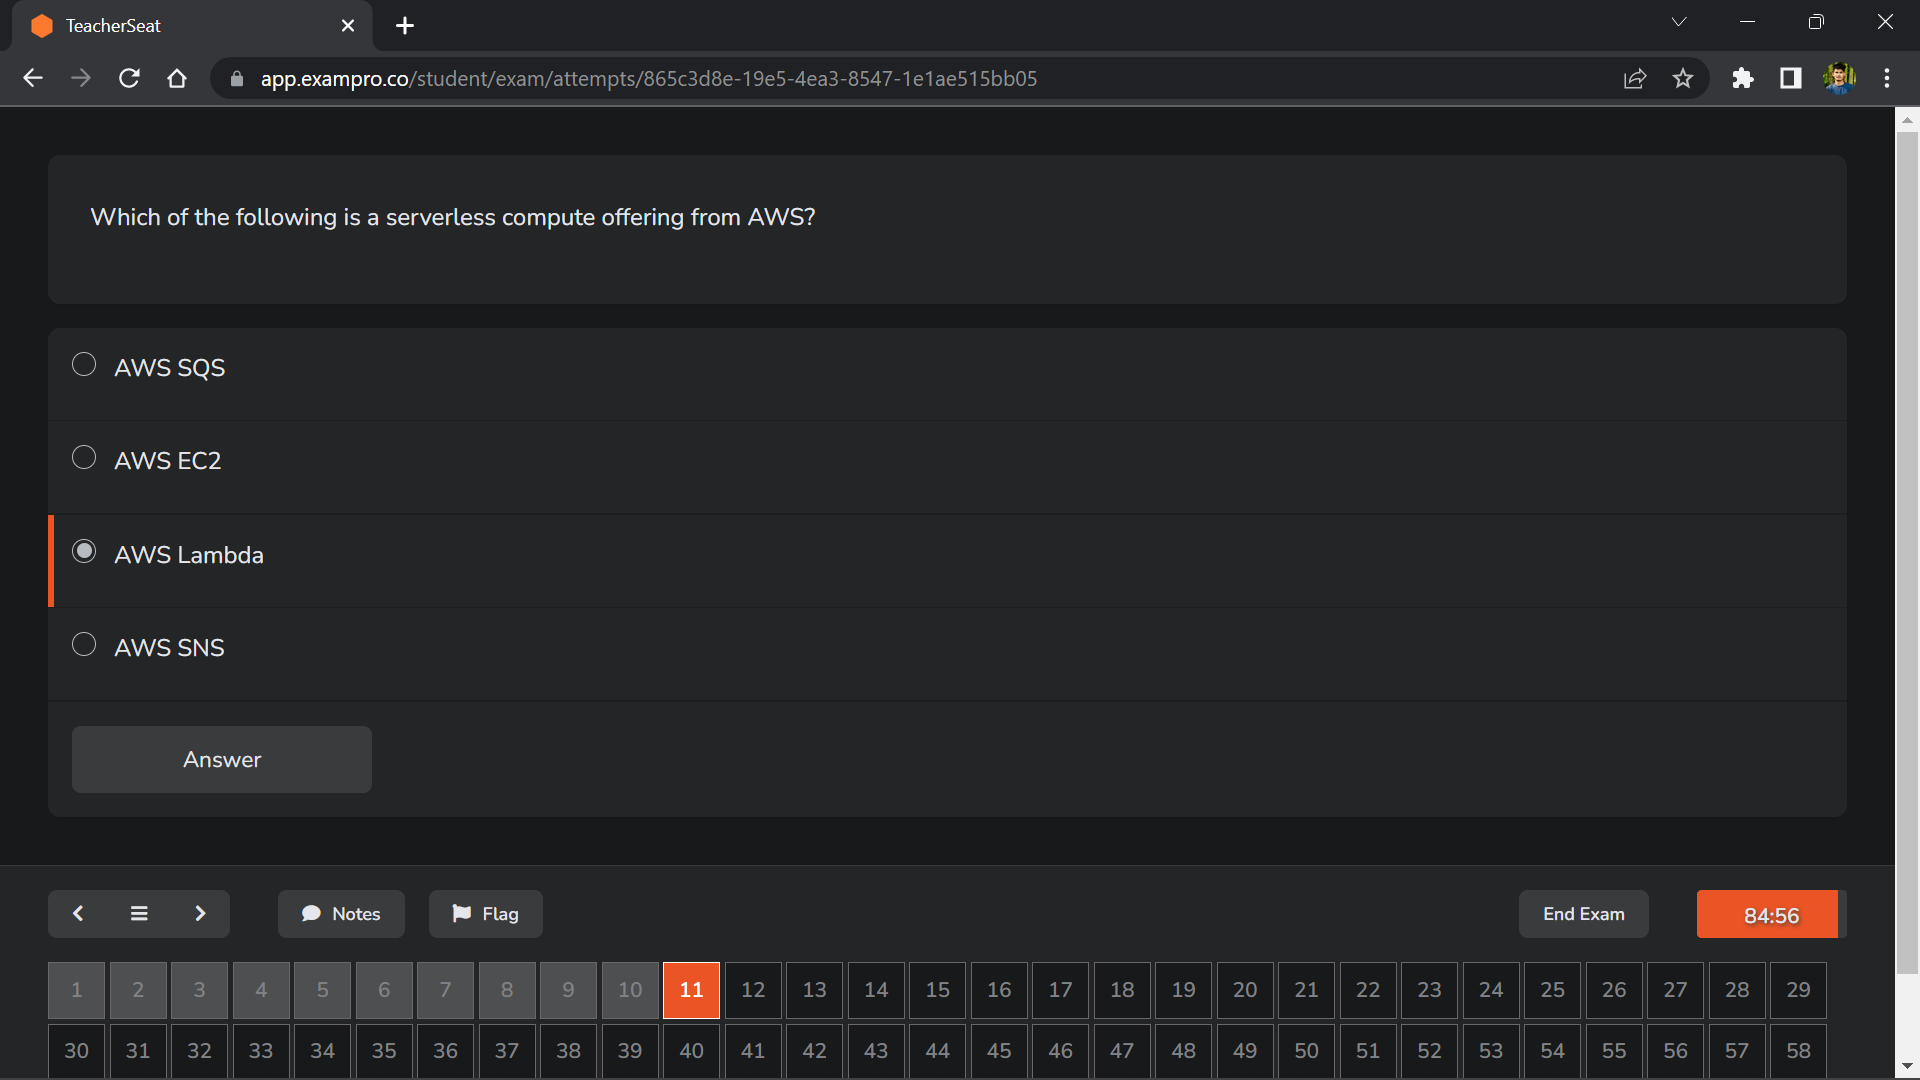 TeacherSeat
app.exampro.co/student/exam/attempts/865c3d8e-19e5-4ea3-8547-1e1ae515bb05
Which of the following is a serverless compute offering from AWS?
AWS SQS
AWS EC2
AWS Lambda
AWS SNS
Answer
Notes Flag End Exam 84:56
1 2 3 4 5 6 7 8 9 10 11 12 13 14 15 16 17 18 19 20 21 22 23 24 25 26 27 28 29
30 31 32 33 34 35 36 37 38 39 40 41 42 43 44 45 46 47 48 49 50 51 52 53 54 55 56 57 58